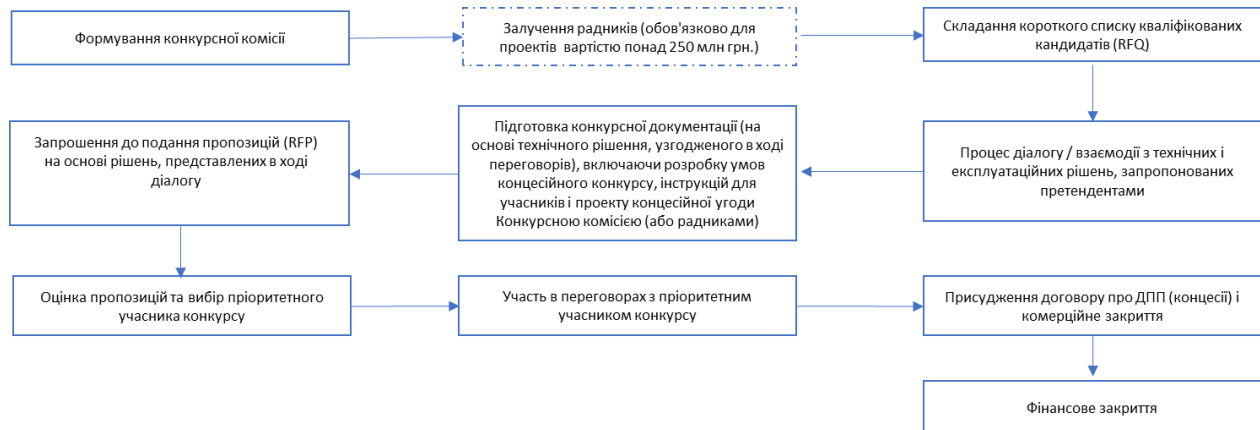 Формування конкурсної комісії
Залучення радників (обов'язково для
проектів вартістю понад 250 млн грн.)
Складання короткого списку кваліфікованих
кандидатів (RFQ)
Процес діалогу / взаємодії з технічних і
експлуатаційних рішень, запропонованих
претендентами
Підготовка конкурсної документації (на
основі технічного рішення, узгодженого в ході
переговорів), включаючи розробку умов
концесійного конкурсу, інструкцій для
учасників і проекту концесійної угоди
Конкурсною комісією (або радниками)
Запрошення до подання пропозицій (RFP)
на основі рішень, представлених в ході
діалогу
Оцінка пропозицій та вибір пріоритетного
учасника конкурсу
Участь в переговорах з пріоритетним
учасником конкурсу
Присудження договору про ДПП (концесії) і
комерційне закриття
Фінансове закриття